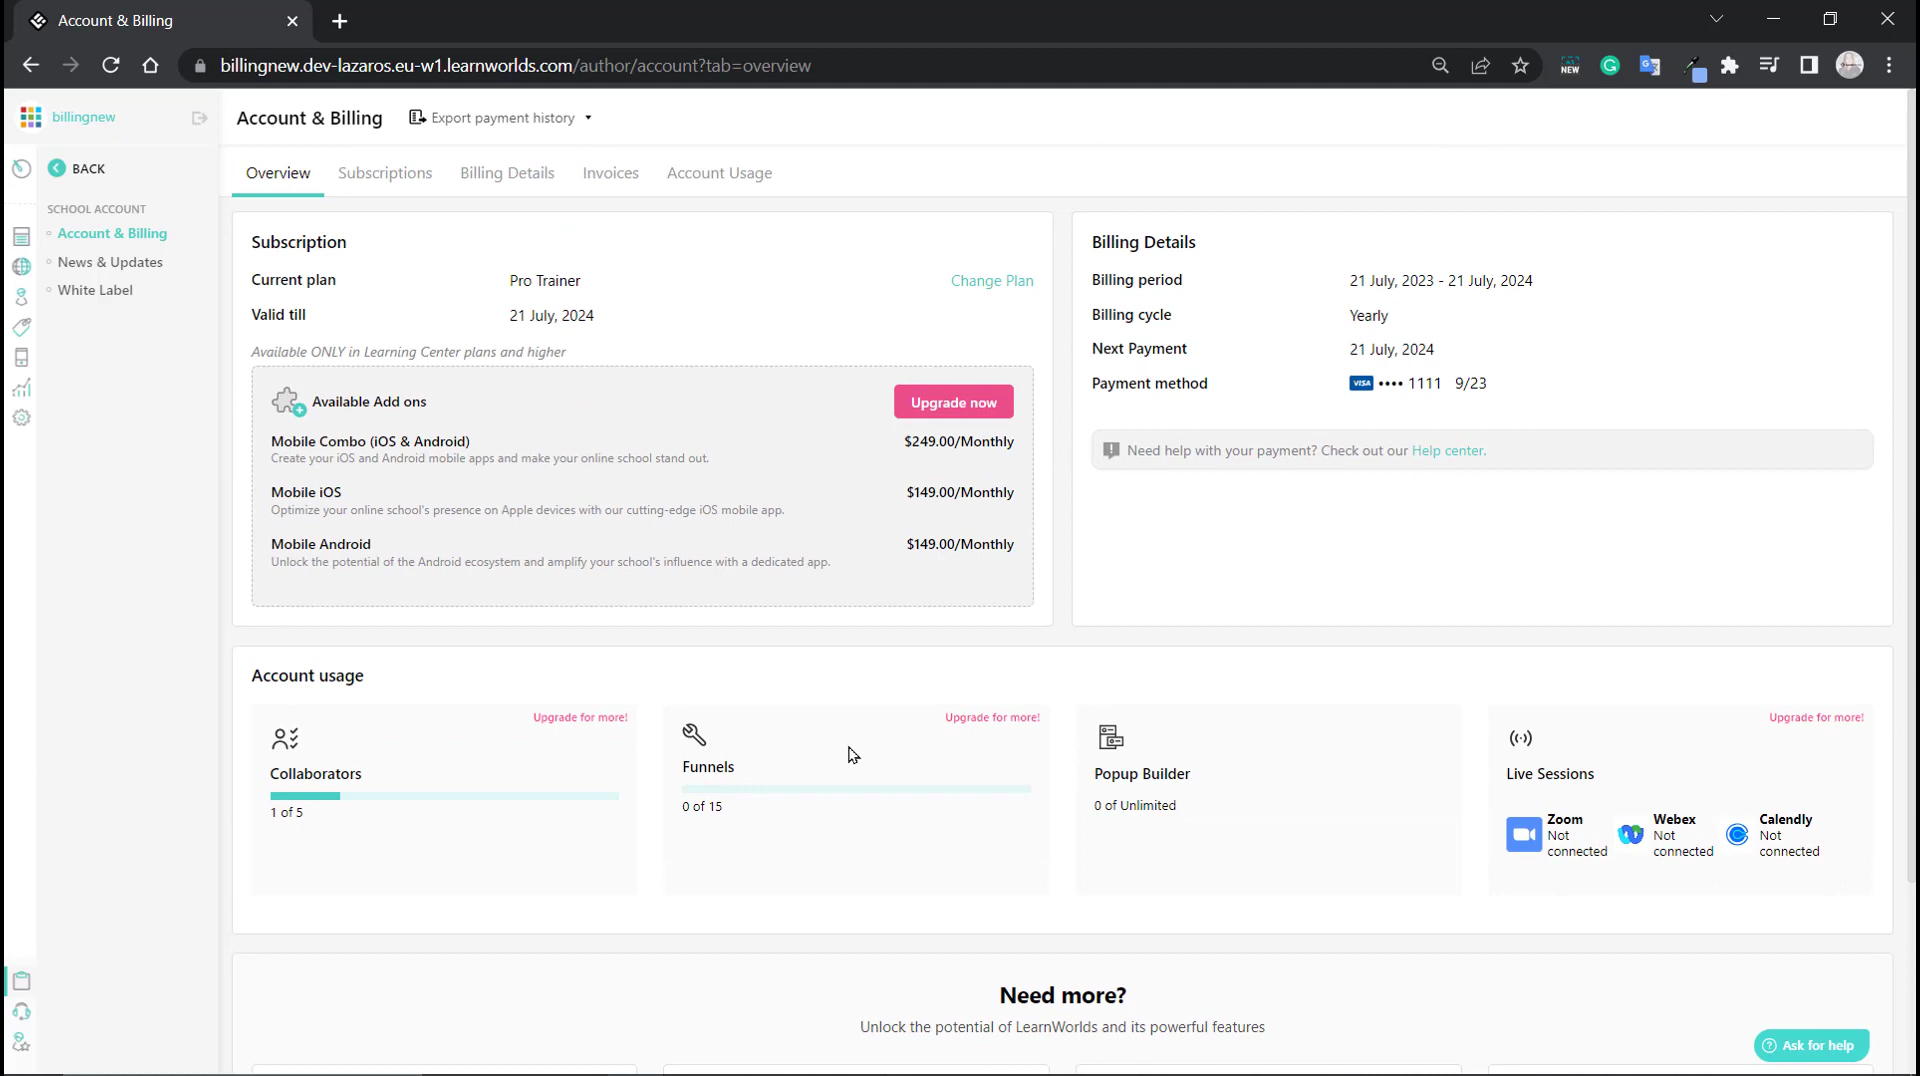 Account & Billing
billingnew.dev-lazaros.eu-w1.learnworlds.com/author/account?tab=overview
NEW
billingnew
Account & Billing
Export payment history
BACK
SCHOOL ACCOUNT
Account & Billing
News & Updates
White Label
Overview
Subscriptions
Billing Details
Invoices
Account Usage
Subscription
Current plan
Pro Trainer
Change Plan
Valid till
21 July, 2024
Available ONLY in Learning Center plans and higher
Available Add ons
Upgrade now
Mobile Combo (iOS & Android)
$249.00/Monthly
Create your iOS and Android mobile apps and make your online school stand out.
Mobile iOS
$149.00/Monthly
Optimize your online school's presence on Apple devices with our cutting-edge iOS mobile app.
Mobile Android
$149.00/Monthly
Unlock the potential of the Android ecosystem and amplify your school's influence with a dedicated app.
Billing Details
Billing period
21 July, 2023 - 21 July, 2024
Billing cycle
Yearly
Next Payment
21 July, 2024
Payment method
VISA •••• 1111 9/23
Need help with your payment? Check out our Help center.
Account usage
Upgrade for more!
Collaborators
1 of 5
Upgrade for more!
Funnels
0 of 15
Popup Builder
0 of Unlimited
Upgrade for more!
Live Sessions
Zoom
Not
connected
Webex
Not
connected
Calendly
Not
connected
Need more?
Unlock the potential of LearnWorlds and its powerful features
Ask for help